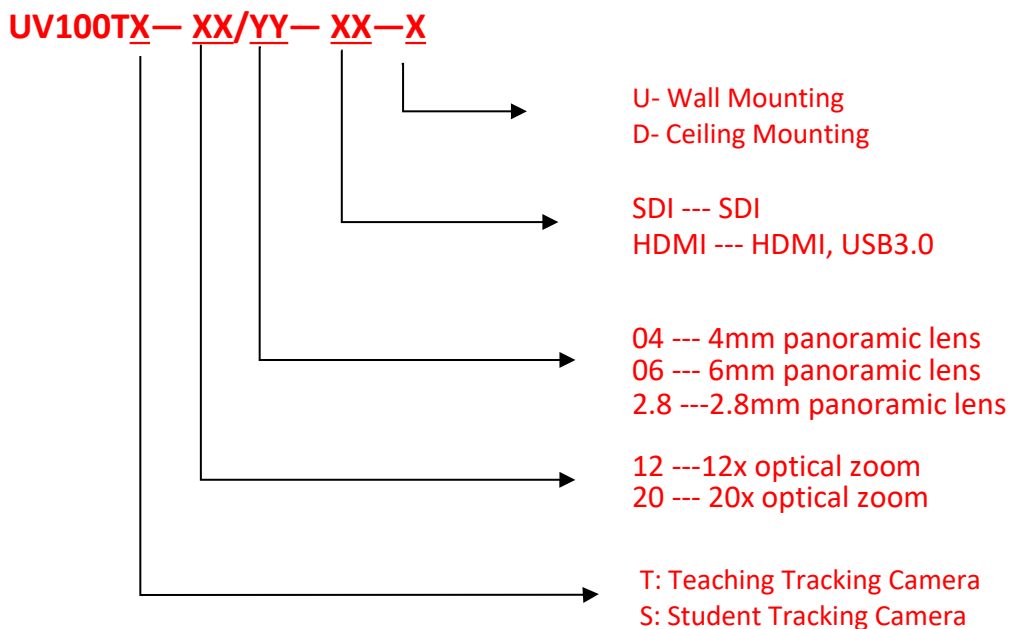 UV100TX— XX/YY— XX—X
U- Wall Mounting
D- Ceiling Mounting
SDI --- SDI
HDMI --- HDMI, USB3.0
04 --- 4mm panoramic lens
06 --- 6mm panoramic lens
2.8 ---2.8mm panoramic lens
12 ---12x optical zoom
20 --- 20x optical zoom
T: Teaching Tracking Camera
S: Student Tracking Camera